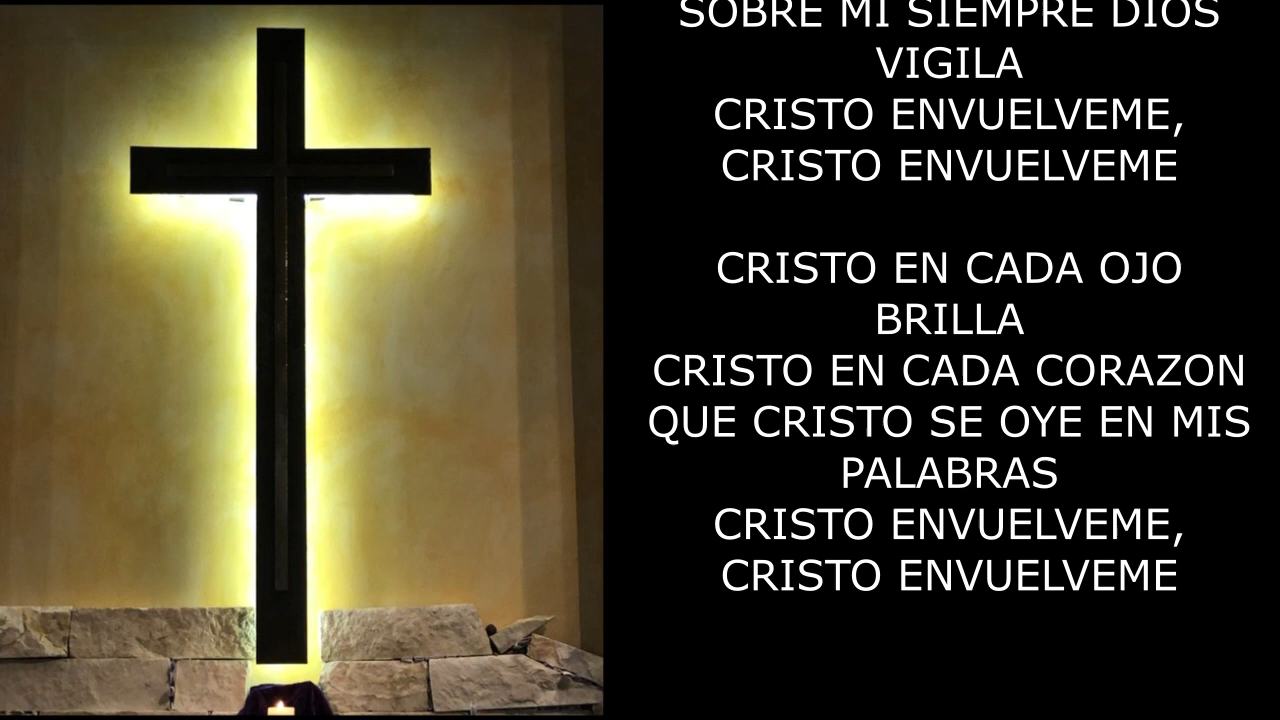 SOBRE MI SIEMPRE DIOS
VIGILA
CRISTO ENVUELVEME,
CRISTO ENVUELVEME
CRISTO EN CADA OJO
BRILLA
CRISTO EN CADA CORAZON
QUE CRISTO SE OYE EN MIS
PALABRAS
CRISTO ENVUELVEME,
CRISTO ENVUELVEME